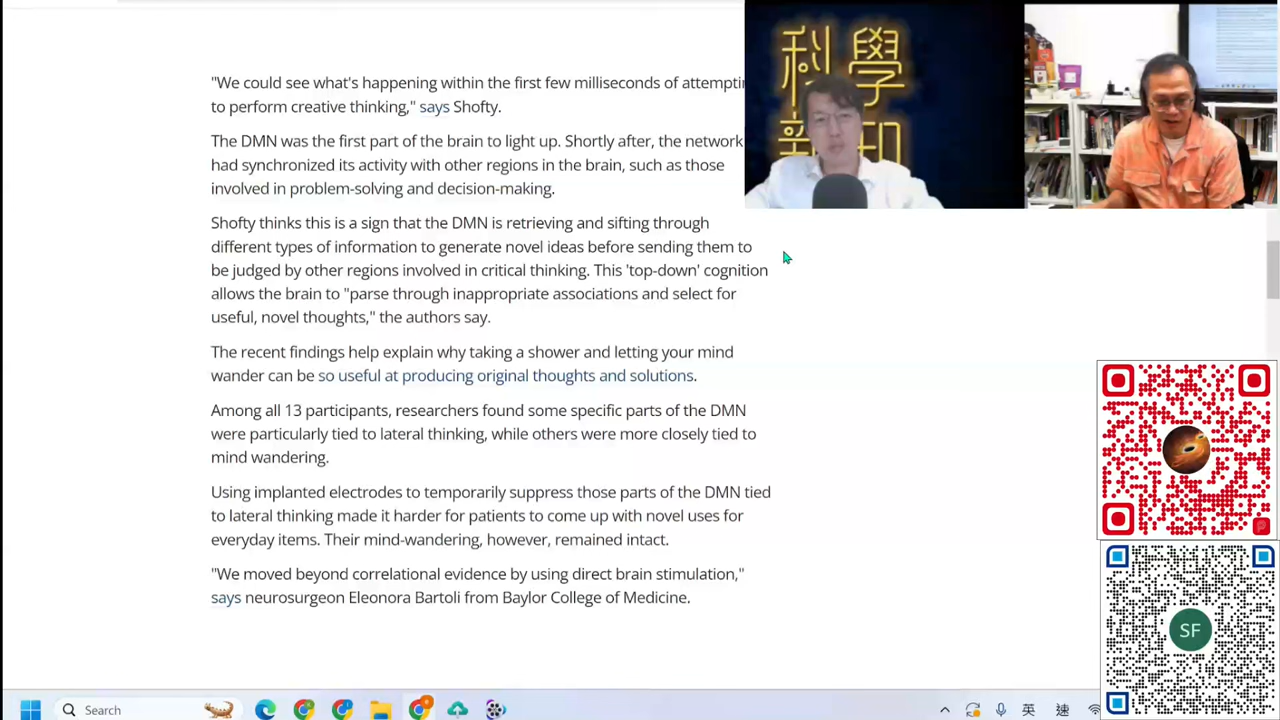 "We could see what's happening within the first few milliseconds of attemptin
to perform creative thinking," says Shofty.
The DMN was the first part of the brain to light up. Shortly after, the network
had synchronized its activity with other regions in the brain, such as those
involved in problem-solving and decision-making.
Shofty thinks this is a sign that the DMN is retrieving and sifting through
different types of information to generate novel ideas before sending them to
be judged by other regions involved in critical thinking. This 'top-down' cognition
allows the brain to "parse through inappropriate associations and select for
useful, novel thoughts," the authors say.
The recent findings help explain why taking a shower and letting your mind
wander can be so useful at producing original thoughts and solutions.
Among all 13 participants, researchers found some specific parts of the DMN
were particularly tied to lateral thinking, while others were more closely tied to
mind wandering.
Using implanted electrodes to temporarily suppress those parts of the DMN tied
to lateral thinking made it harder for patients to come up with novel uses for
everyday items. Their mind-wandering, however, remained intact.
"We moved beyond correlational evidence by using direct brain stimulation,"
says neurosurgeon Eleonora Bartoli from Baylor College of Medicine.
科學
新知
SF
Search
英
速